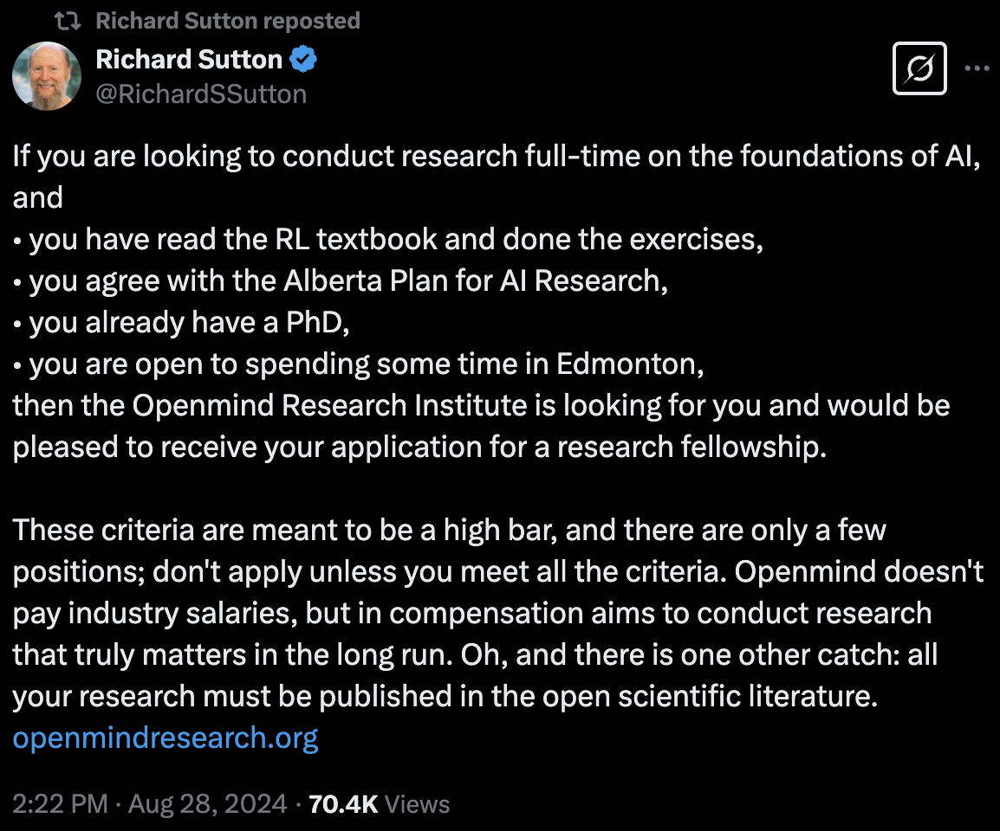 Richard Sutton reposted
Richard Sutton
@RichardSSutton
If you are looking to conduct research full-time on the foundations of AI,
and
• you have read the RL textbook and done the exercises,
• you agree with the Alberta Plan for AI Research,
• you already have a PhD,
• you are open to spending some time in Edmonton,
then the Openmind Research Institute is looking for you and would be
pleased to receive your application for a research fellowship.
These criteria are meant to be a high bar, and there are only a few
positions; don't apply unless you meet all the criteria. Openmind doesn't
pay industry salaries, but in compensation aims to conduct research
that truly matters in the long run. Oh, and there is one other catch: all
your research must be published in the open scientific literature.
openmindresearch.org
2:22 PM · Aug 28, 2024 · 70.4K Views